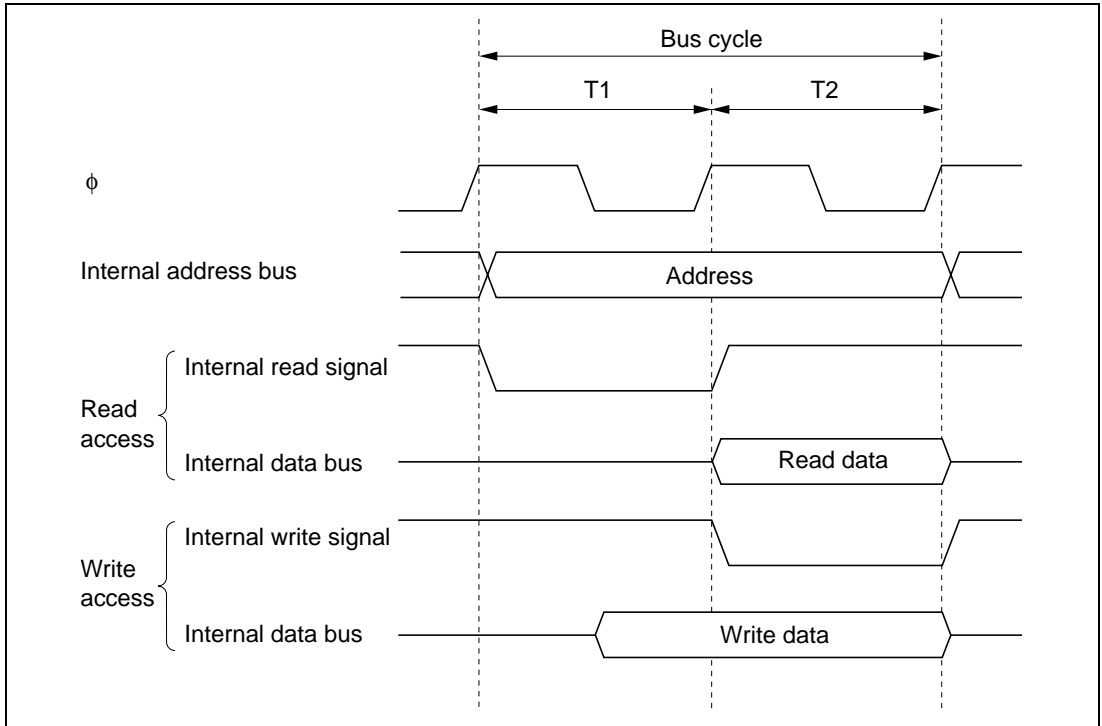 Bus cycle
T1
T2
ϕ
Internal address bus
Address
Internal read signal
Read
access
Internal data bus
Read data
Internal write signal
Write
access
Internal data bus
Write data